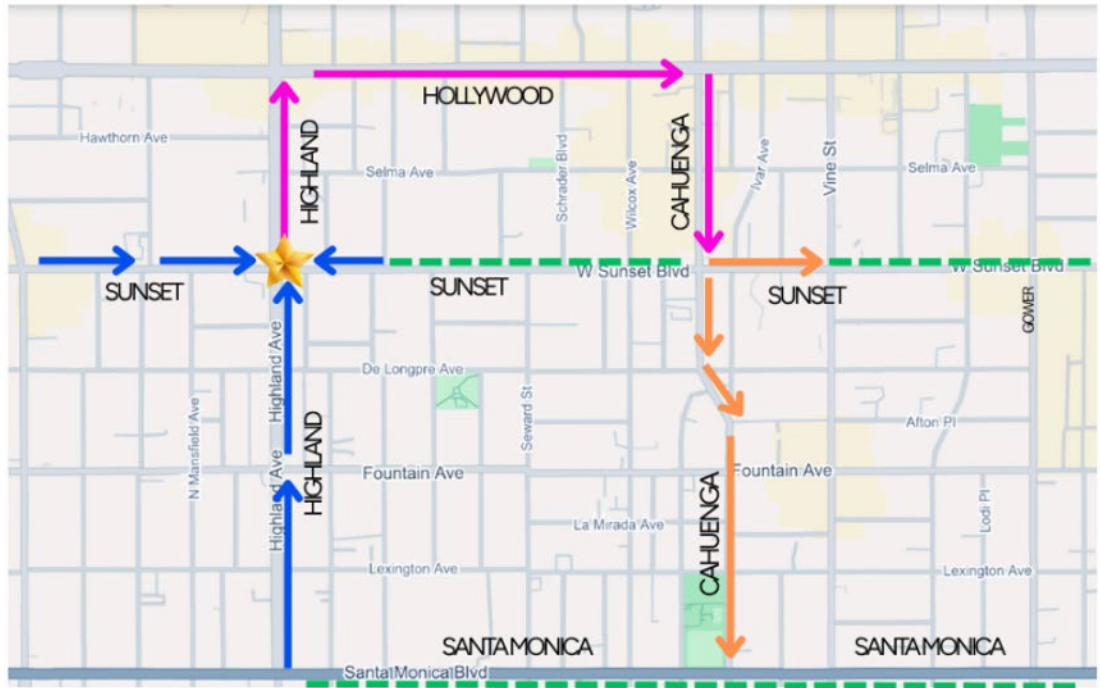 HOLLYWOOD
Hawthorn Ave
HIGHLAND
CAHUENGA
Selma Ave
Schrader Blvd
Wilcox Ave
Ivar Ave
Vine St
Selma Ave
SUNSET
SUNSET
W Sunset Blvd
SUNSET
W Sunset Blvd
GOWER
Highland Ave
De Longpre Ave
N Mansfield Ave
HIGHLAND
Seward St
Afton Pl
Highland Ave
Fountain Ave
Fountain Ave
CAHUENGA
La Mirada Ave
Lodi Pl
Lexington Ave
Lexington Ave
SANTA MONICA
SANTA MONICA
Santa Monica Blvd